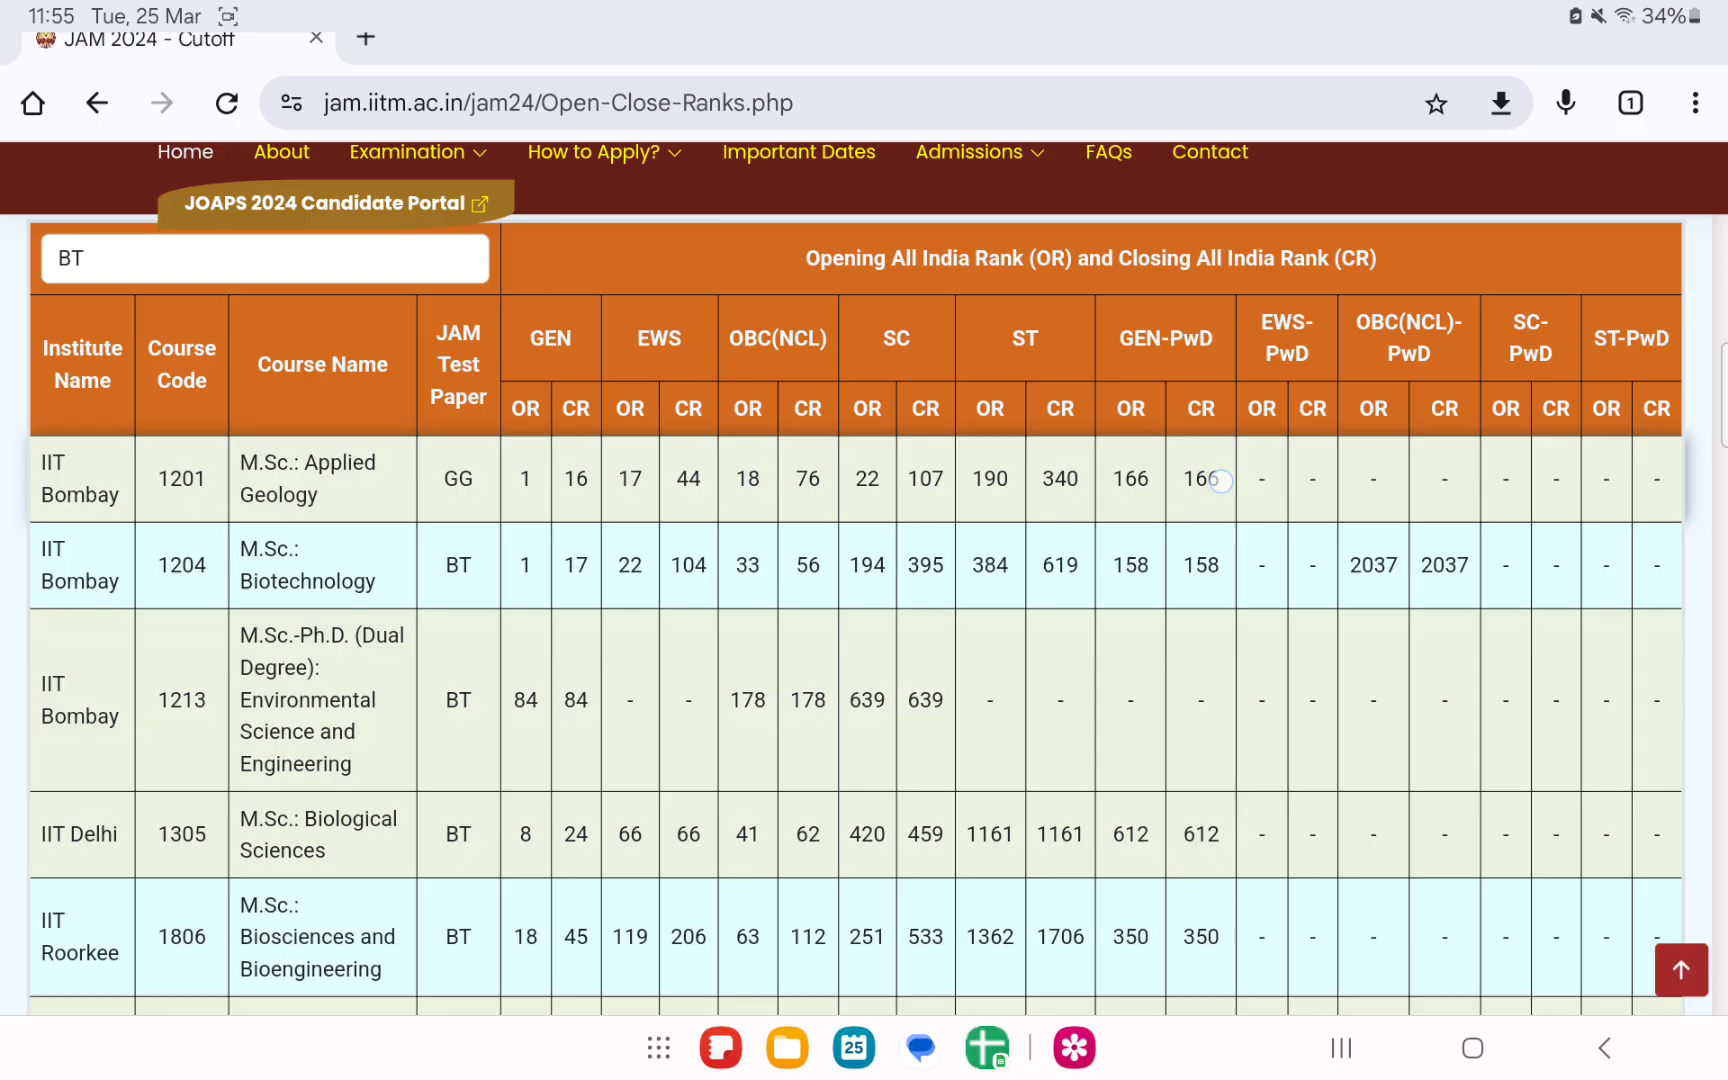 11:55 Tue, 25 Mar 34%
JAM 2024 - Cutoff
jam.iitm.ac.in/jam24/Open-Close-Ranks.php 1
Home About Examination How to Apply? Important Dates Admissions FAQs Contact
JOAPS 2024 Candidate Portal
BT Opening All India Rank (OR) and Closing All India Rank (CR)
Institute Name Course Code Course Name JAM Test Paper GEN EWS OBC(NCL) SC ST GEN-PwD EWS-PwD OBC(NCL)-PwD SC-PwD ST-PwD
OR CR OR CR OR CR OR CR OR CR OR CR OR CR OR CR OR CR OR CR
IIT Bombay 1201 M.Sc.: Applied Geology GG 1 16 17 44 18 76 22 107 190 340 166 166 - - - - - - - -
IIT Bombay 1204 M.Sc.: Biotechnology BT 1 17 22 104 33 56 194 395 384 619 158 158 - - 2037 2037 - - - -
IIT Bombay 1213 M.Sc.-Ph.D. (Dual Degree): Environmental Science and Engineering BT 84 84 - - 178 178 639 639 - - - - - - - - - - - -
IIT Delhi 1305 M.Sc.: Biological Sciences BT 8 24 66 66 41 62 420 459 1161 1161 612 612 - - - - - - - -
IIT Roorkee 1806 M.Sc.: Biosciences and Bioengineering BT 18 45 119 206 63 112 251 533 1362 1706 350 350 - - - - - - - -
25